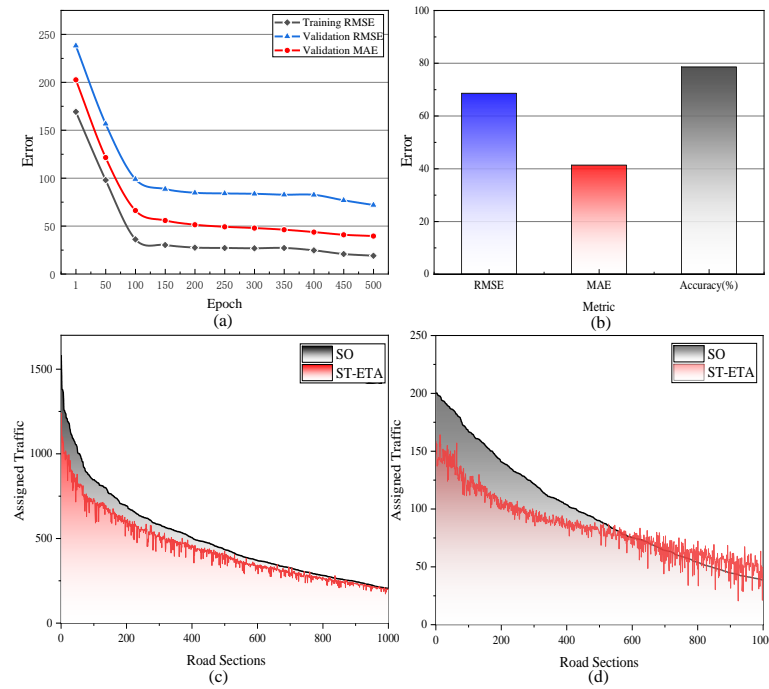 Training RMSE
Validation RMSE
Validation MAE
250
200
150
100
50
0
Error
1 50 100 150 200 250 300 350 400 450 500
Epoch
(a)
100
80
60
40
20
0
Error
RMSE MAE Accuracy(%)
Metric
(b)
SO
ST-ETA
1500
1000
500
0
Assigned Traffic
0 200 400 600 800 1000
Road Sections
(c)
SO
ST-ETA
250
200
150
100
50
0
Assigned Traffic
0 200 400 600 800 100
Road Sections
(d)